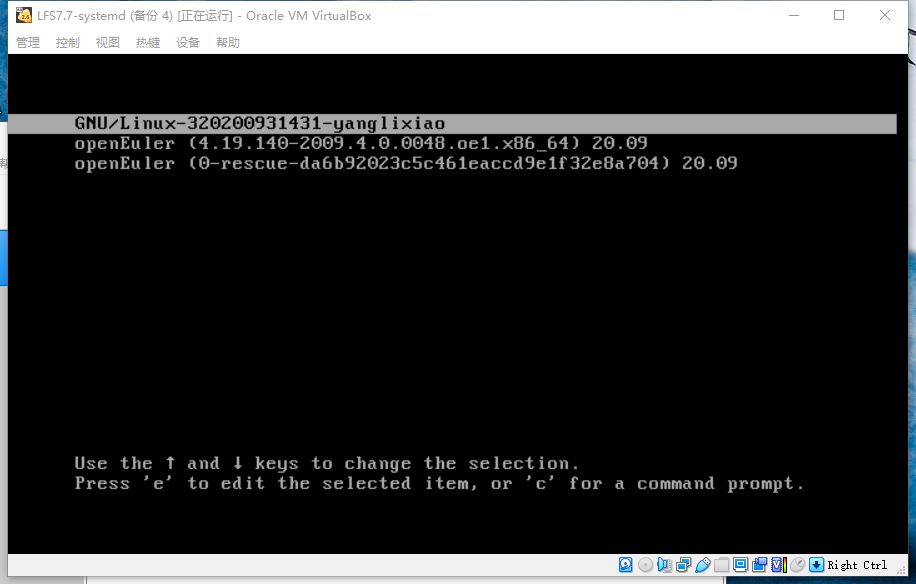 LFS7.7-systemd (备份 4) [正在运行] - Oracle VM VirtualBox
管理 控制 视图 热键 设备 帮助
GNU/Linux-320200931431-yanglixiao
openEuler (4.19.140-2009.4.0.0048.oe1.x86_64) 20.09
openEuler (0-rescue-da6b92023c5c461eaccd9e1f32e8a704) 20.09
Use the ↑ and ↓ keys to change the selection.
Press 'e' to edit the selected item, or 'c' for a command prompt.
Right Ctrl